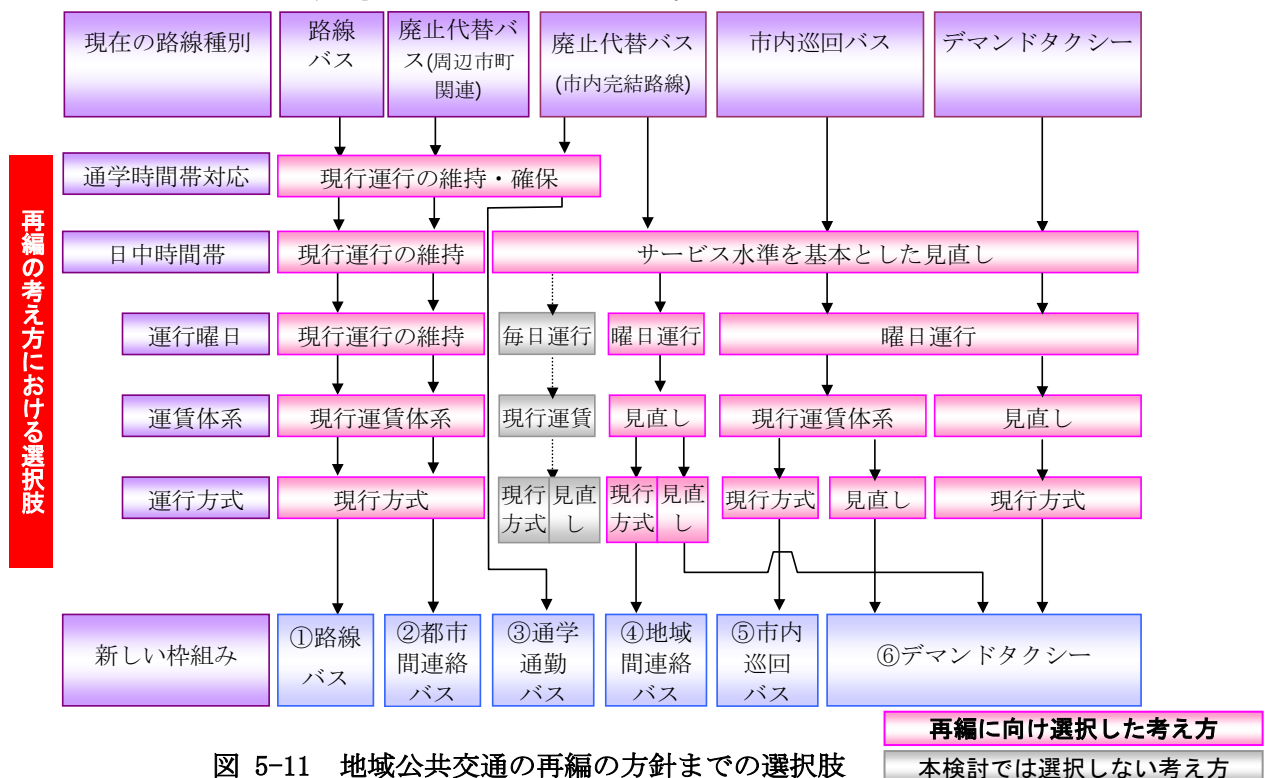 現在の路線種別
路線
バス
廃止代替バ
ス(周辺市町
関連)
廃止代替バス
(市内完結路線)
市内巡回バス
デマンドタクシー
再編の考え方における選択肢
通学時間帯対応
現行運行の維持・確保
日中時間帯
現行運行の維持
サービス水準を基本とした見直し
運行曜日
現行運行の維持
毎日運行
曜日運行
曜日運行
運賃体系
現行運賃体系
現行運賃
見直し
現行運賃体系
見直し
運行方式
現行方式
現行
方式
見直
し
現行
方式
見直
し
現行方式
見直し
現行方式
新しい枠組み
①路線
バス
②都市
間連絡
バス
③通学
通勤
バス
④地域
間連絡
バス
⑤市内
巡回
バス
⑥デマンドタクシー
再編に向け選択した考え方
本検討では選択しない考え方
図 5-11 地域公共交通の再編の方針までの選択肢